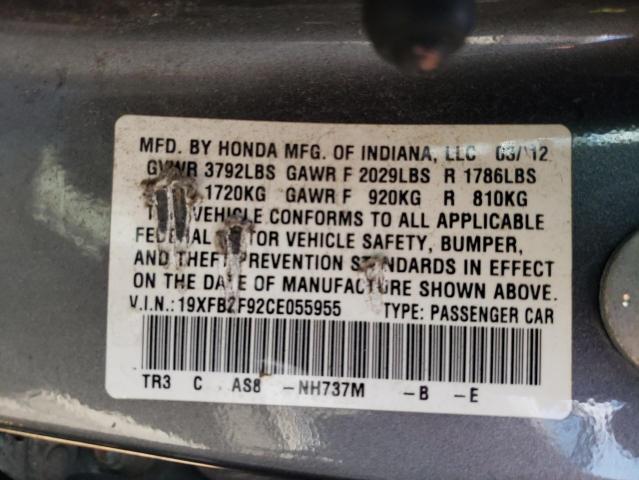 MFD. BY HONDA MFG. OF INDIANA, LLC 03/12
GVWR 3792LBS GAWR F 2029LBS R 1786LBS
1720KG GAWR F 920KG R 810KG
THIS VEHICLE CONFORMS TO ALL APPLICABLE
FEDERAL MOTOR VEHICLE SAFETY, BUMPER,
AND THEFT PREVENTION STANDARDS IN EFFECT
ON THE DATE OF MANUFACTURE SHOWN ABOVE.
V.I.N.: 19XFB2F92CE055955 TYPE: PASSENGER CAR
TR3 C AS8 -NH737M -B -E